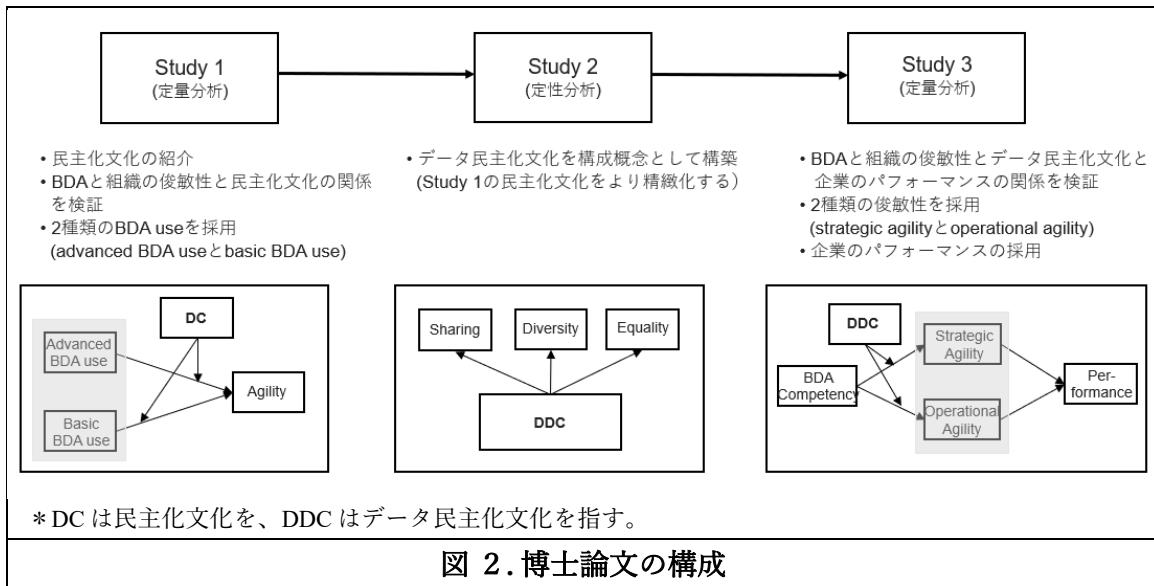 Study 1
(定量分析)
Study 2
(定性分析)
Study 3
(定量分析)
• 民主化文化の紹介
• BDAと組織の俊敏性と民主化文化の関係
を検証
• 2種類のBDA useを採用
(advanced BDA useとbasic BDA use)
• データ民主化文化を構成概念として構築
(Study 1の民主化文化をより精緻化する）
• BDAと組織の俊敏性とデータ民主化文化と
企業のパフォーマンスの関係を検証
• 2種類の俊敏性を採用
(strategic agilityとoperational agility)
• 企業のパフォーマンスの採用
DC
Advanced
BDA use
Agility
Basic
BDA use
Sharing
Diversity
Equality
DDC
DDC
Strategic
Agility
BDA
Competency
Per-
formance
Operational
Agility
＊DC は民主化文化を、DDC はデータ民主化文化を指す。
図 2.博士論文の構成